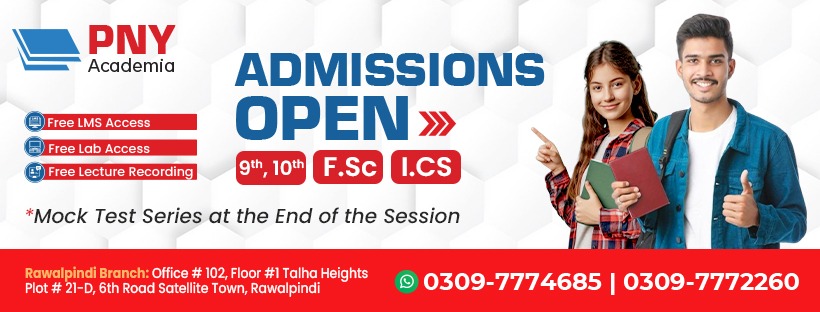 PNY
Academia
ADMISSIONS
OPEN
Free LMS Access
Free Lab Access
Free Lecture Recording
9th, 10th
F.Sc
I.CS
*Mock Test Series at the End of the Session
Rawalpindi Branch: Office # 102, Floor #1 Talha Heights
Plot # 21-D, 6th Road Satellite Town, Rawalpindi
0309-7774685 | 0309-7772260